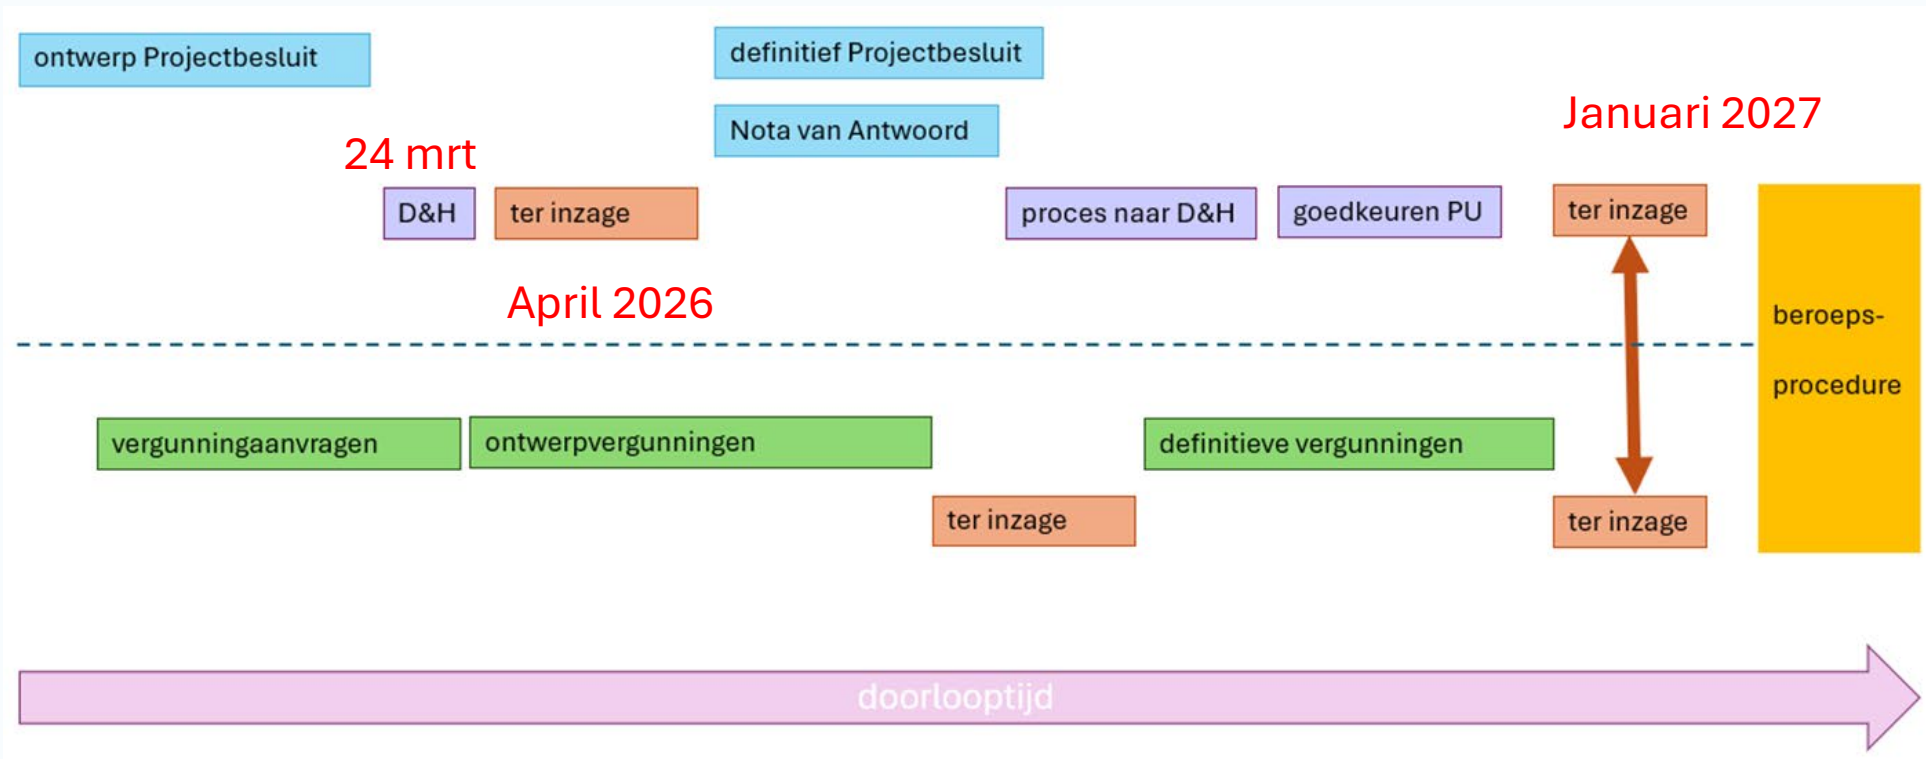 ontwerp Projectbesluit
definitief Projectbesluit
Nota van Antwoord
Januari 2027
24 mrt
D&H
ter inzage
proces naar D&H
goedkeuren PU
ter inzage
April 2026
beroeps-
procedure
vergunningaanvragen
ontwerpvergunningen
definitieve vergunningen
ter inzage
ter inzage
doorlooptijd